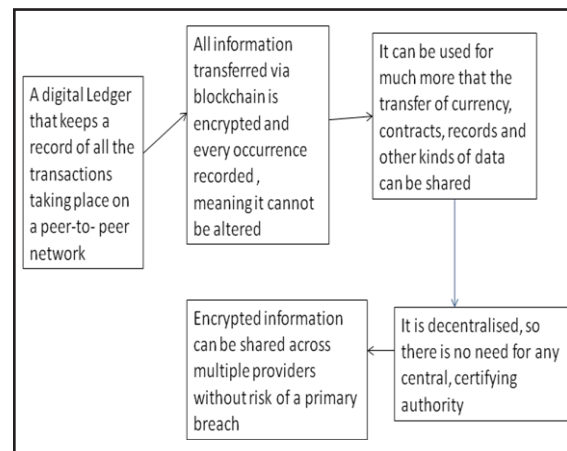 A digital Ledger
that keeps a
record of all the
transactions
taking place on
a peer-to- peer
network
All information
transferred via
blockchain is
encrypted and
every occurrence
recorded ,
meaning it cannot
be altered
It can be used for
much more that the
transfer of currency,
contracts, records and
other kinds of data
can be shared
It is decentralised, so
there is no need for any
central, certifying
authority
Encrypted information
can be shared across
multiple providers
without risk of a primary
breach